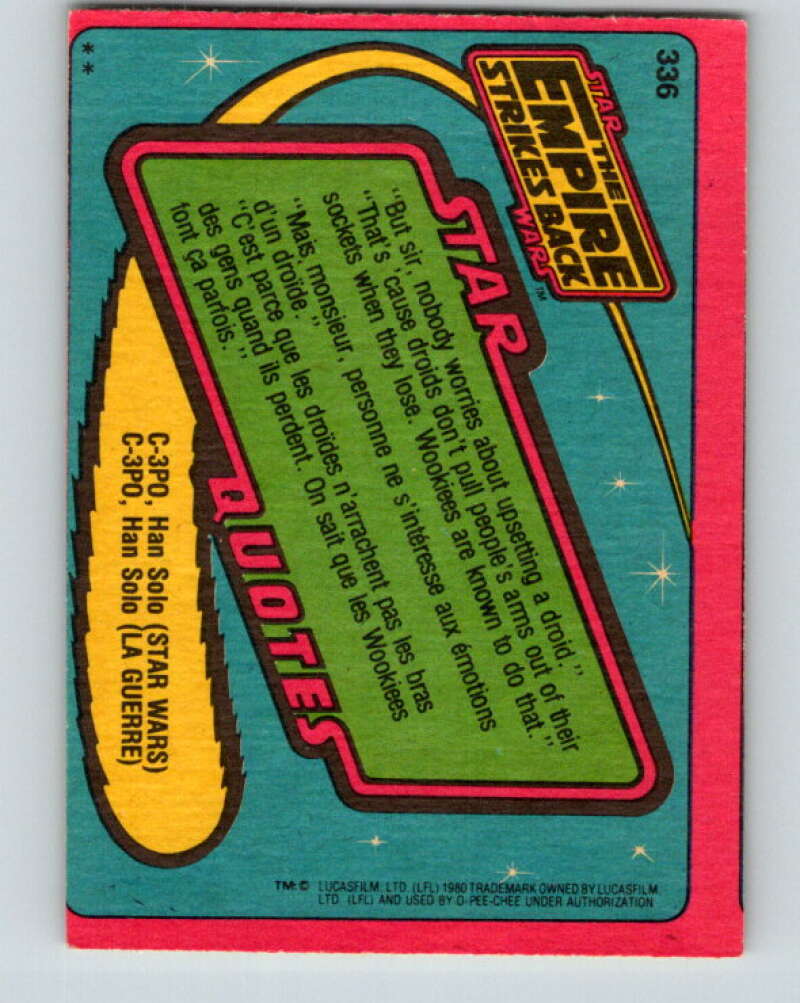 336
STAR
THE
EMPIRE
STRIKES BACK
WARS™
STAR QUOTES
"But sir, nobody worries about upsetting a droid."
"That's 'cause droids don't pull people's arms out of their
sockets when they lose. Wookiees are known to do that."
"Mais, monsieur, personne ne s'intéresse aux émotions
d'un droïde."
"C'est parce que les droïdes n'arrachent pas les bras
des gens quand ils perdent. On sait que les Wookiees
font ça parfois."
C-3PO, Han Solo (STAR WARS)
C-3PO, Han Solo (LA GUERRE)
TM: © LUCASFILM, LTD. (LFL) 1980 TRADEMARK OWNED BY LUCASFILM
LTD. (LFL) AND USED BY O-PEE-CHEE UNDER AUTHORIZATION
**